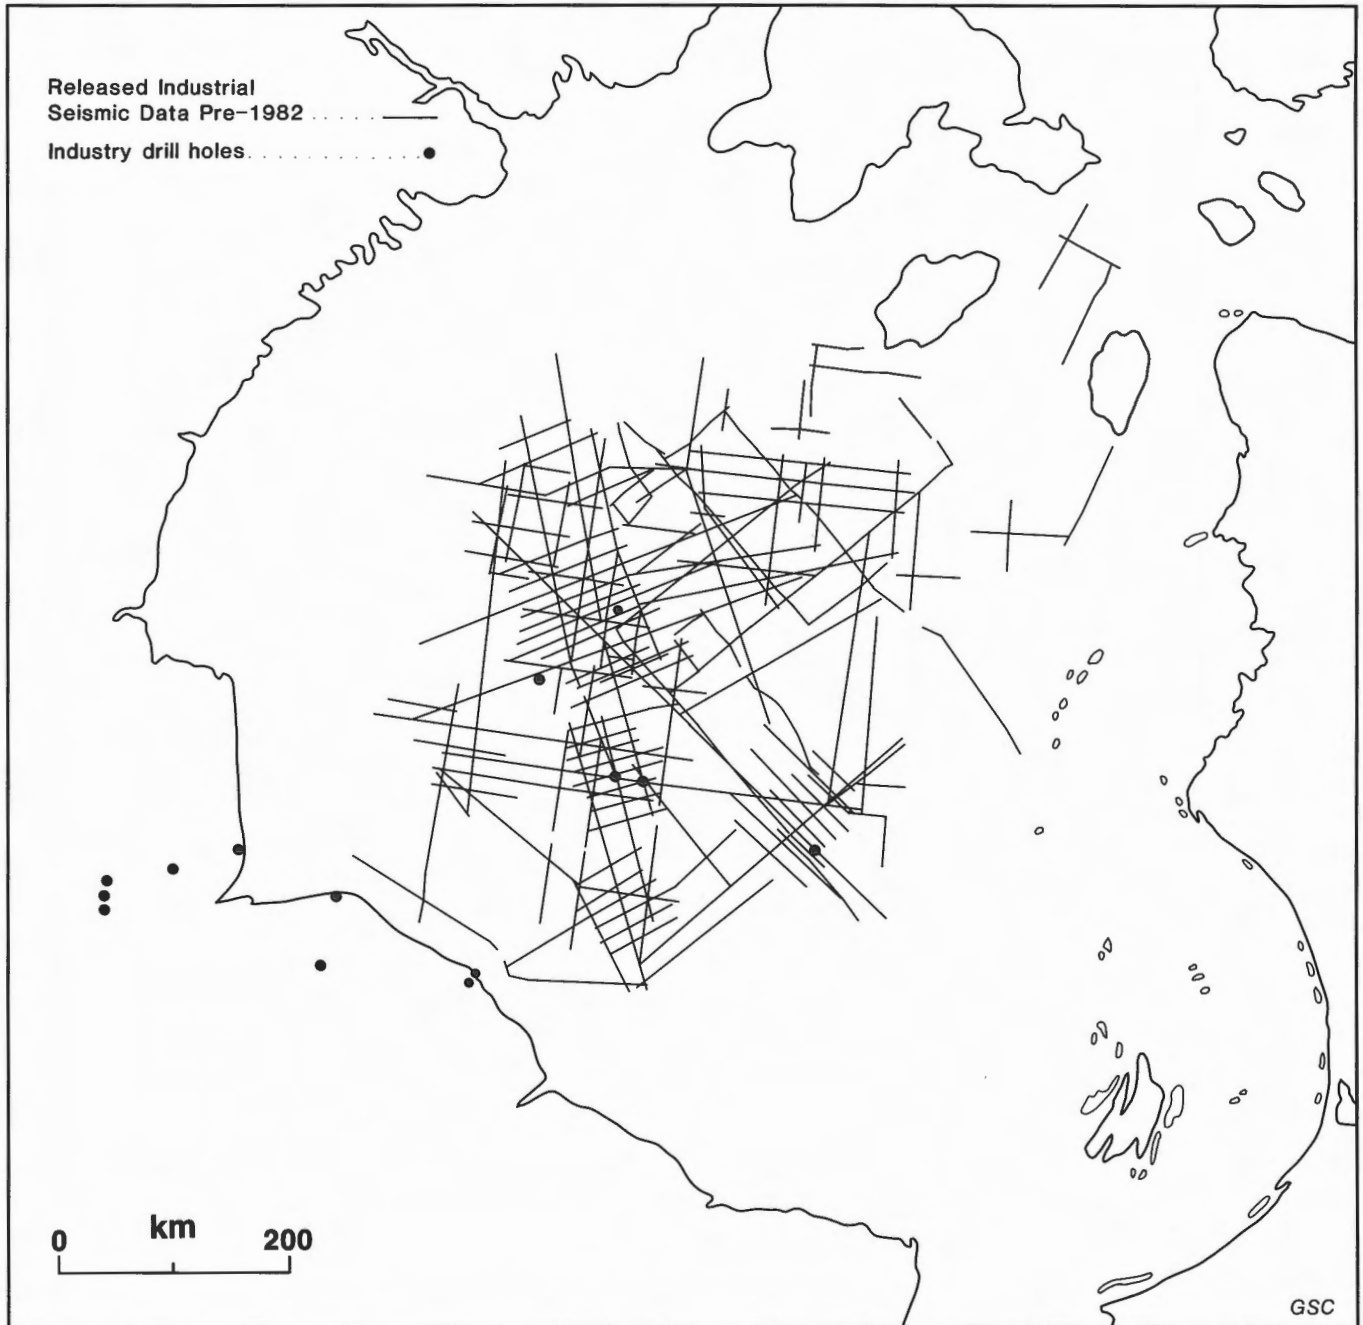 Released Industrial
Seismic Data Pre-1982 . . . . .
Industry drill holes. . . . . . . . . . . .
km
0 200
GSC